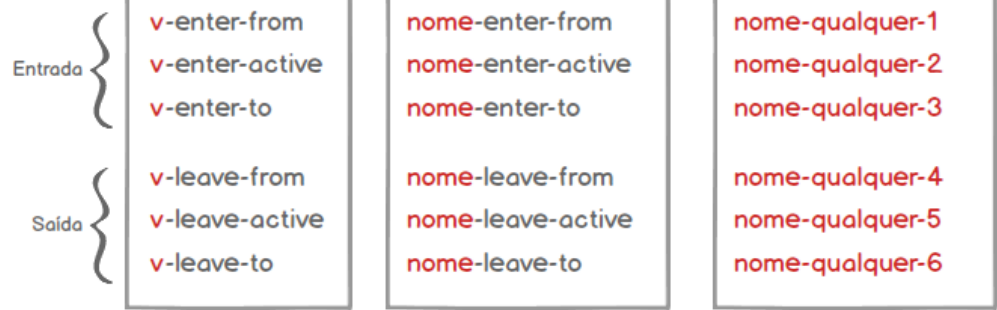 Entrada
v-enter-from
v-enter-active
v-enter-to
Saída
v-leave-from
v-leave-active
v-leave-to
nome-enter-from
nome-enter-active
nome-enter-to
nome-leave-from
nome-leave-active
nome-leave-to
nome-qualquer-1
nome-qualquer-2
nome-qualquer-3
nome-qualquer-4
nome-qualquer-5
nome-qualquer-6